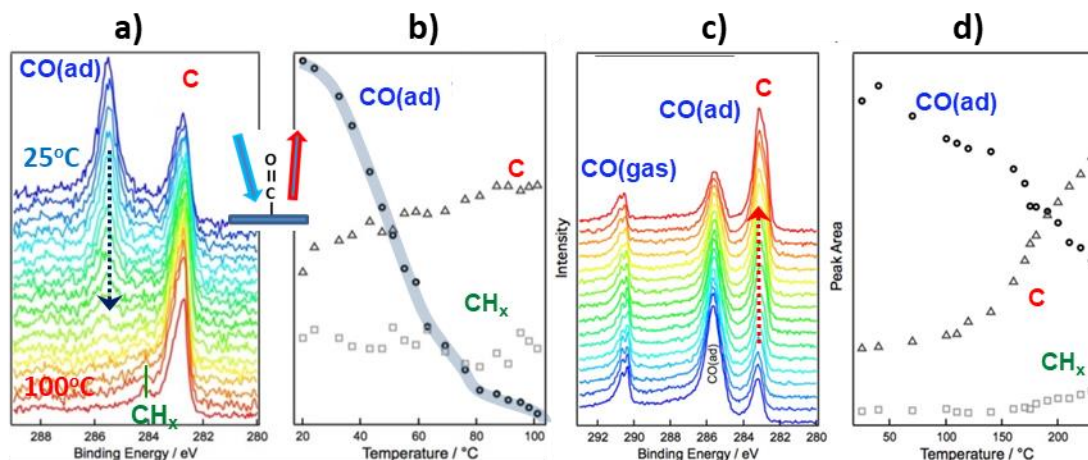 a)
b)
c)
d)
CO(ad)
C
25°C
100°C
CHx
288 286 284 282 280
Binding Energy / eV
O
C
CO(ad)
C
CHx
20 40 60 80 100
Temperature / °C
CO(gas)
CO(ad)
C
Intensity
CO(ad)
292 290 288 286 284 282 280
Binding Energy / eV
Peak Area
CO(ad)
C
CHx
50 100 150 200
Temperature / °C